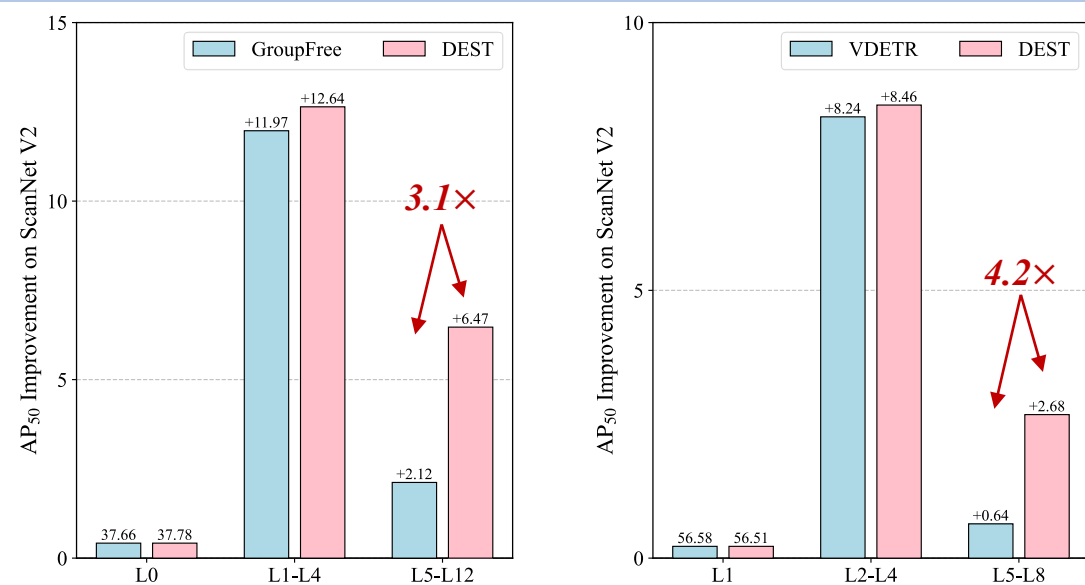 15
10
5
0
AP50 Improvement on ScanNet V2
GroupFree
DEST
37.66
37.78
+11.97
+12.64
3.1×
+2.12
+6.47
L0
L1-L4
L5-L12
10
5
0
AP50 Improvement on ScanNet V2
VDETR
DEST
56.58
56.51
+8.24
+8.46
4.2×
+0.64
+2.68
L1
L2-L4
L5-L8